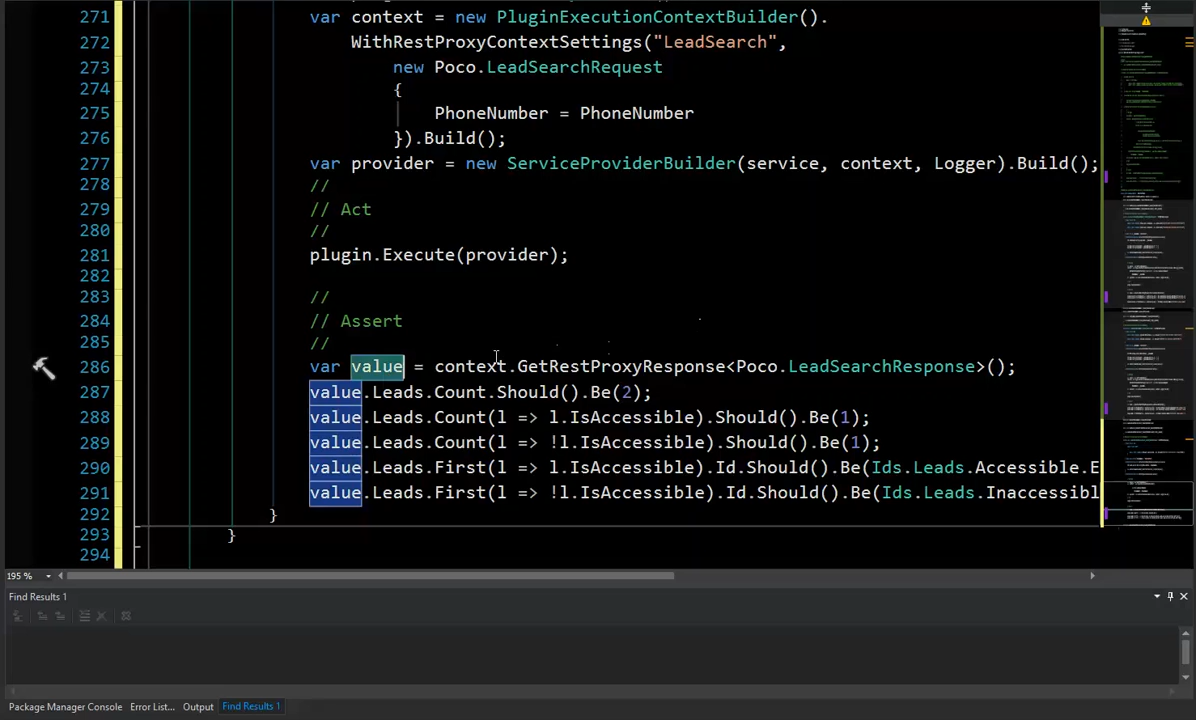 271 var context = new PluginExecutionContextBuilder().
272 WithRestProxyContextSettings("LeadSearch",
273 new Poco.LeadSearchRequest
274 {
275 PhoneNumber = PhoneNumber
276 }).Build();
277 var provider = new ServiceProviderBuilder(service, context, Logger).Build();
278 //
279 // Act
280 //
281 plugin.Execute(provider);
282
283 //
284 // Assert
285 //
286 var value = context.GetRestProxyResponse<Poco.LeadSearchResponse>();
287 value.Leads.Count.Should().Be(2);
288 value.Leads.Count(l => l.IsAccessible).Should().Be(1);
289 value.Leads.Count(l => !l.IsAccessible).Should().Be(1);
290 value.Leads.First(l => l.IsAccessible).Id.Should().Be(Ids.Leads.Accessible.E
291 value.Leads.First(l => !l.IsAccessible).Id.Should().Be(Ids.Leads.Inaccessibl
292 }
293 }
294
195 %
Find Results 1
Package Manager Console Error List... Output Find Results 1